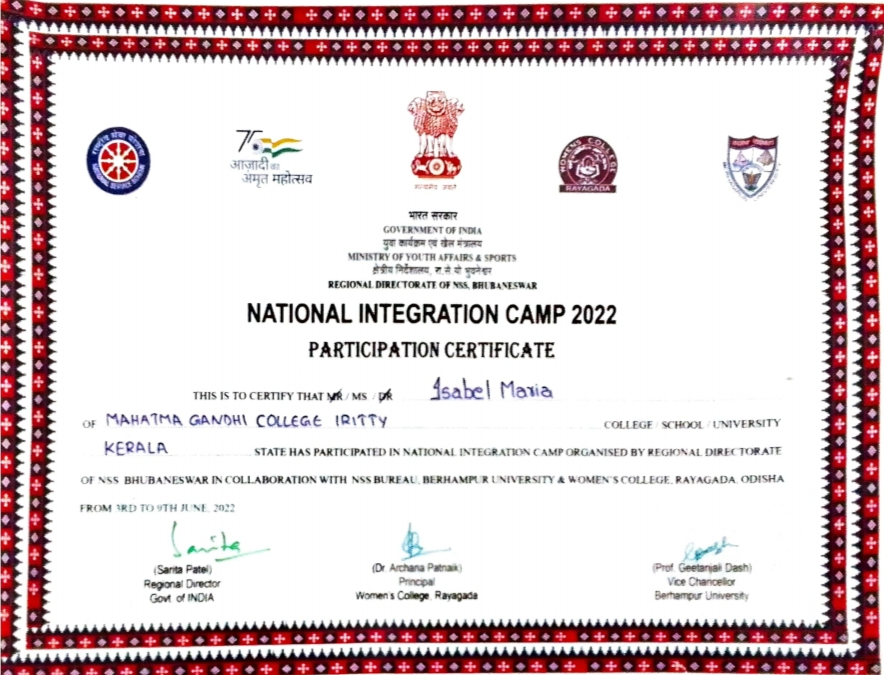 राष्ट्रीय सेवा योजना
NATIONAL SERVICE SCHEME
75
आज़ादी का
अमृत महोत्सव
सत्यमेव जयते
WOMENS COLLEGE
RAYAGADA
भारत सरकार
GOVERNMENT OF INDIA
युवा कार्यक्रम एवं खेल मंत्रालय
MINISTRY OF YOUTH AFFAIRS & SPORTS
क्षेत्रीय निर्देशालय, रा.से.यो भुवनेश्वर
REGIONAL DIRECTORATE OF NSS, BHUBANESWAR
NATIONAL INTEGRATION CAMP 2022
PARTICIPATION CERTIFICATE
THIS IS TO CERTIFY THAT MR / MS / DR Isabel Maria
OF MAHATMA GANDHI COLLEGE IRITTY COLLEGE / SCHOOL / UNIVERSITY
KERALA STATE HAS PARTICIPATED IN NATIONAL INTEGRATION CAMP ORGANISED BY REGIONAL DIRECTORATE
OF NSS BHUBANESWAR IN COLLABORATION WITH NSS BUREAU, BERHAMPUR UNIVERSITY & WOMEN'S COLLEGE, RAYAGADA, ODISHA
FROM 3RD TO 9TH JUNE, 2022
Sarita
(Sarita Patel) (Dr. Archana Patnaik) (Prof. Geetanjali Dash)
Regional Director Principal Vice Chancellor
Govt. of INDIA Women's College, Rayagada Berhampur University